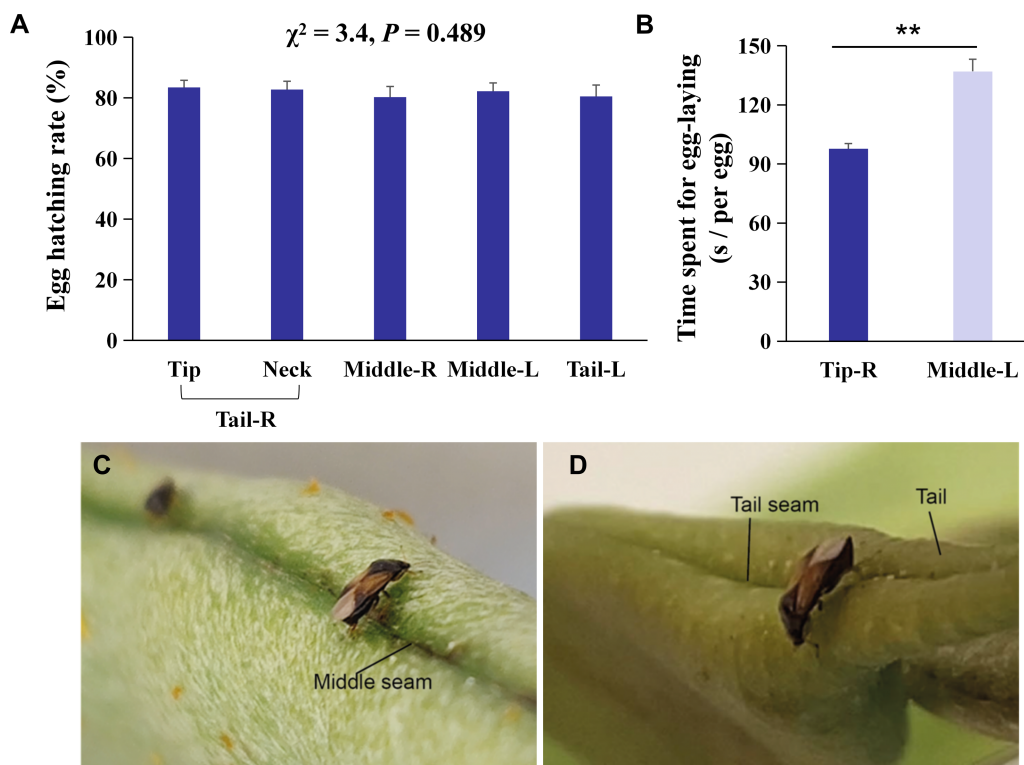 A
χ² = 3.4, P = 0.489
Egg hatching rate (%)
100
80
60
40
20
0
Tip Neck Middle-R Middle-L Tail-L
Tail-R
B
**
Time spent for egg-laying
(s / per egg)
150
120
90
60
30
0
Tip-R Middle-L
C
Middle seam
D
Tail seam
Tail